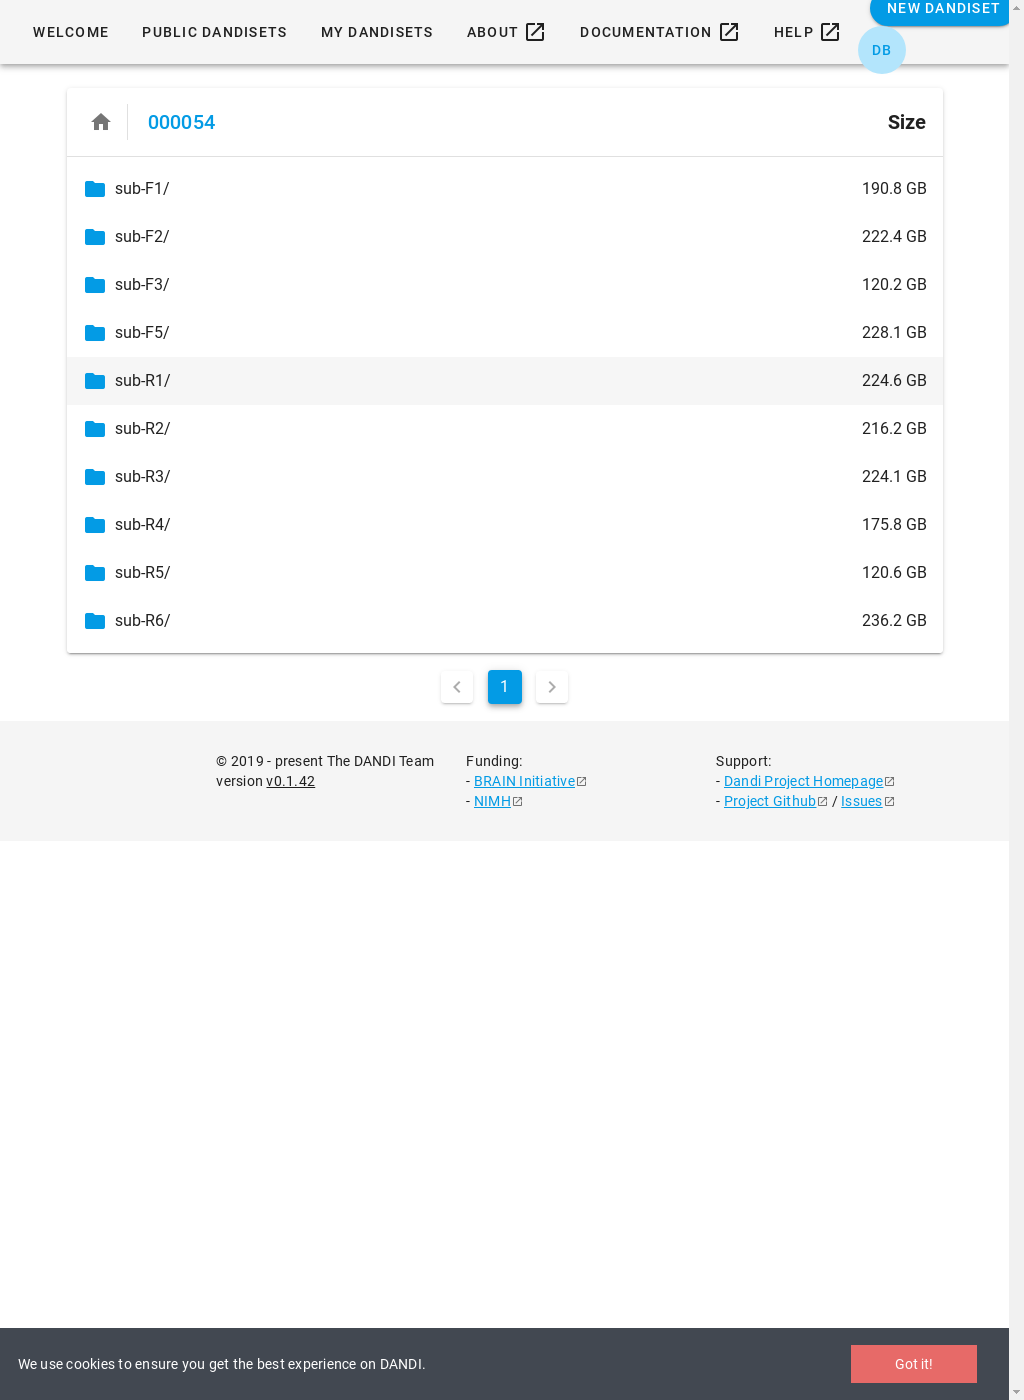 NEW DANDISET
WELCOME PUBLIC DANDISETS MY DANDISETS ABOUT DOCUMENTATION HELP
DB
000054 Size
sub-F1/ 190.8 GB
sub-F2/ 222.4 GB
sub-F3/ 120.2 GB
sub-F5/ 228.1 GB
sub-R1/ 224.6 GB
sub-R2/ 216.2 GB
sub-R3/ 224.1 GB
sub-R4/ 175.8 GB
sub-R5/ 120.6 GB
sub-R6/ 236.2 GB
1
© 2019 - present The DANDI Team
version v0.1.42
Funding:
- BRAIN Initiative
- NIMH
Support:
- Dandi Project Homepage
- Project Github / Issues
We use cookies to ensure you get the best experience on DANDI.
Got it!